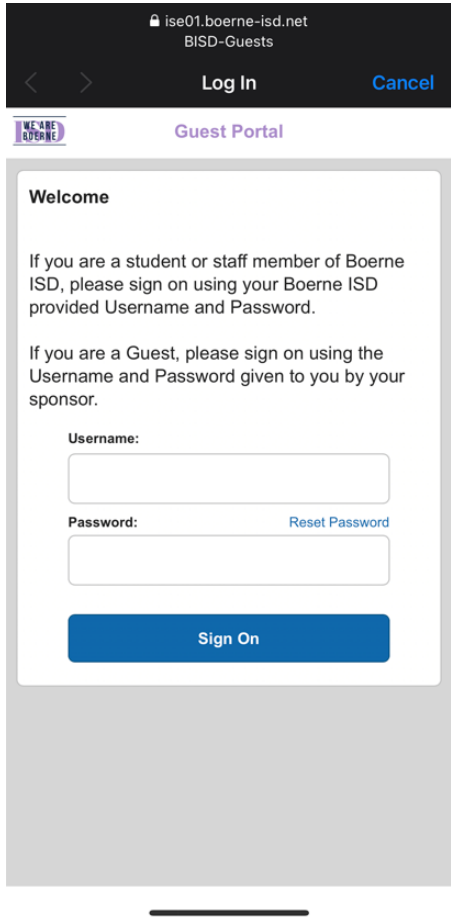 ise01.boerne-isd.net
BISD-Guests
Log In
Cancel
WE ARE
BOERNE
ISD
Guest Portal
Welcome
If you are a student or staff member of Boerne
ISD, please sign on using your Boerne ISD
provided Username and Password.
If you are a Guest, please sign on using the
Username and Password given to you by your
sponsor.
Username:
Password:
Reset Password
Sign On